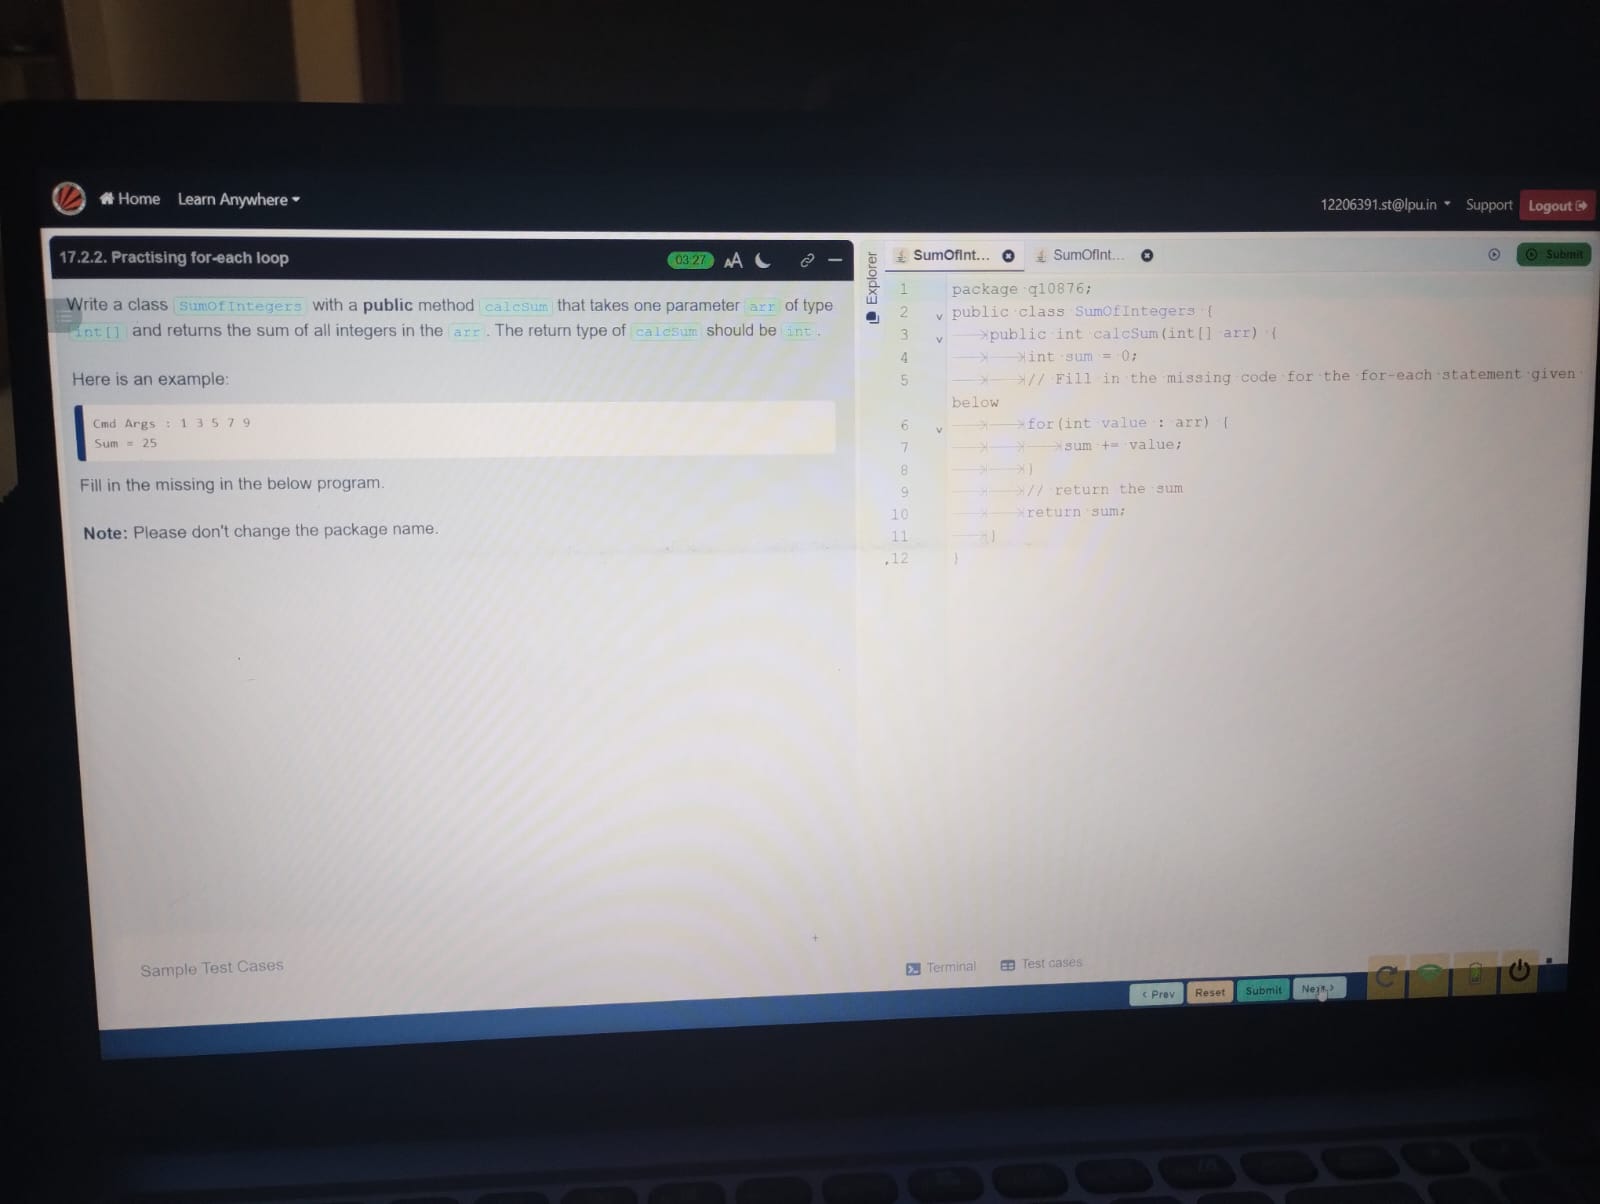 Home Learn Anywhere
12206391.st@lpu.in Support Logout
17.2.2. Practising for-each loop
03:27 AA
Write a class SumOfIntegers with a public method calcSum that takes one parameter arr of type
int[] and returns the sum of all integers in the arr. The return type of calcSum should be int.
Here is an example:
Cmd Args : 1 3 5 7 9
Sum = 25
Fill in the missing in the below program.
Note: Please don't change the package name.
Sample Test Cases
Explorer
SumOfInt... SumOfInt... Submit
1 package q10876;
2 public class SumOfIntegers {
3 public int calcSum(int[] arr) {
4 int sum = 0;
5 // Fill in the missing code for the for-each statement given
below
6 for(int value : arr) {
7 sum += value;
8 }
9 // return the sum
10 return sum;
11 }
12 }
Terminal Test cases
< Prev Reset Submit Next >